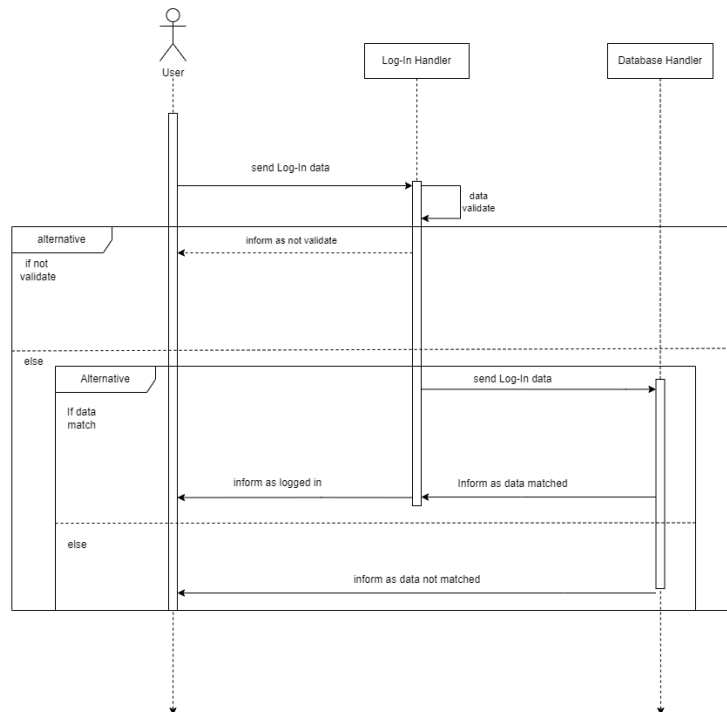 User
Log-In Handler
Database Handler
send Log-In data
data
validate
alternative
inform as not validate
if not
validate
else
Alternative
send Log-In data
If data
match
inform as logged in
Inform as data matched
else
inform as data not matched